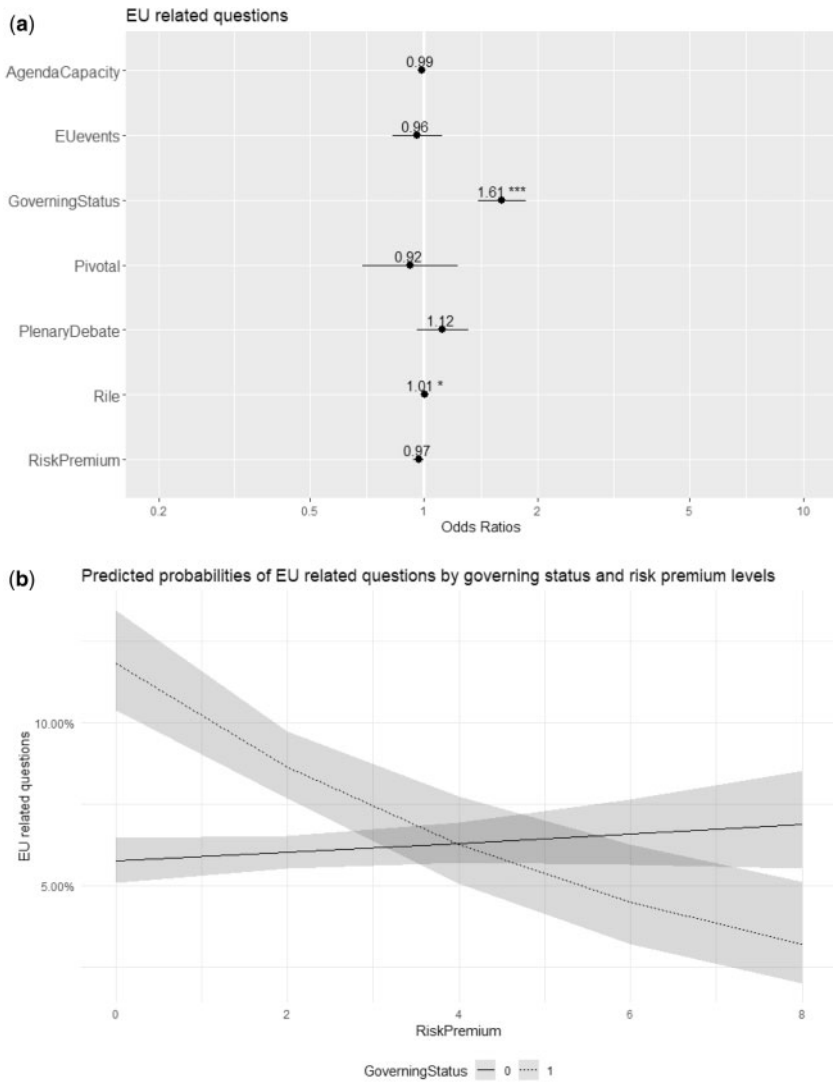 (a)
EU related questions
AgendaCapacity
0.99
EUevents
0.96
GoverningStatus
1.61 ***
Pivotal
0.92
PlenaryDebate
1.12
Rile
1.01 *
RiskPremium
0.97
0.2 0.5 1 2 5 10
Odds Ratios
(b)
Predicted probabilities of EU related questions by governing status and risk premium levels
EU related questions
10.00%
5.00%
0 2 4 6 8
RiskPremium
GoverningStatus 0 1